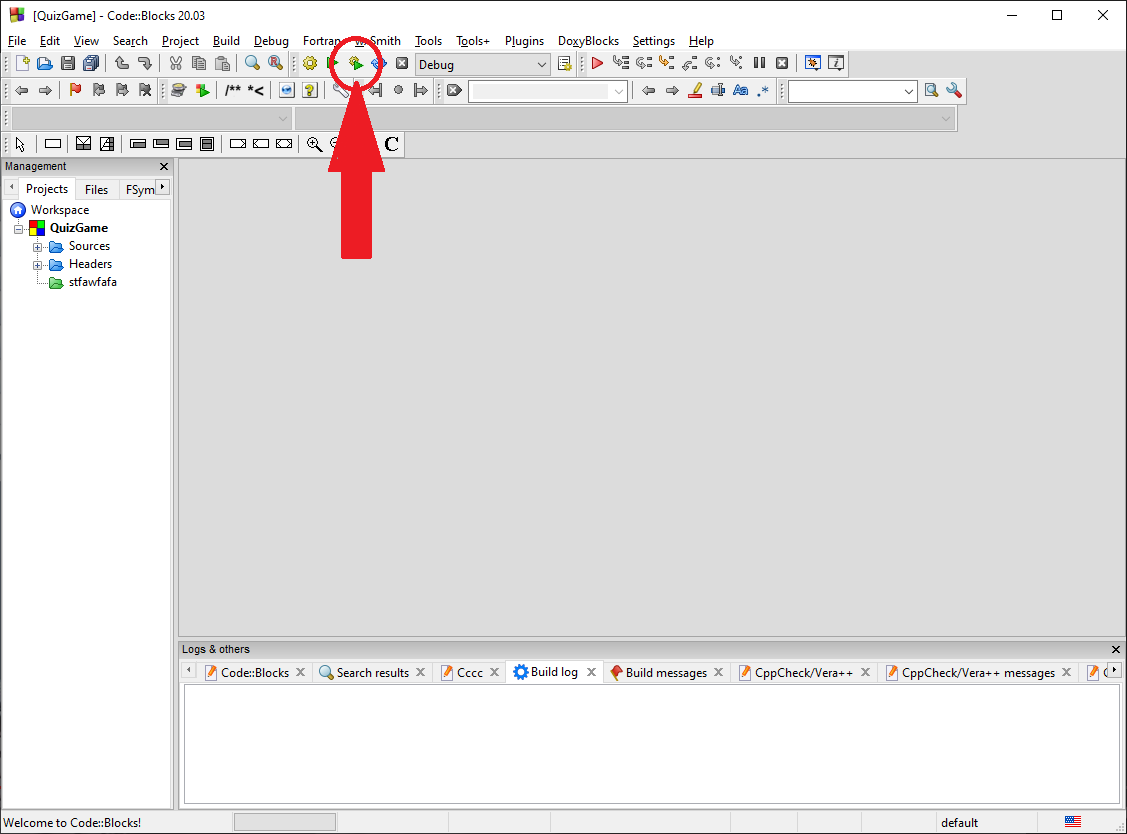 [QuizGame] - Code::Blocks 20.03
File Edit View Search Project Build Debug Fortran wxSmith Tools Tools+ Plugins DoxyBlocks Settings Help
Debug
/** *< ?
Aa .*
C
Management
Projects Files FSym
Workspace
QuizGame
Sources
Headers
stfawfafa
Logs & others
Code::Blocks Search results Cccc Build log Build messages CppCheck/Vera++ CppCheck/Vera++ messages
Welcome to Code::Blocks! default